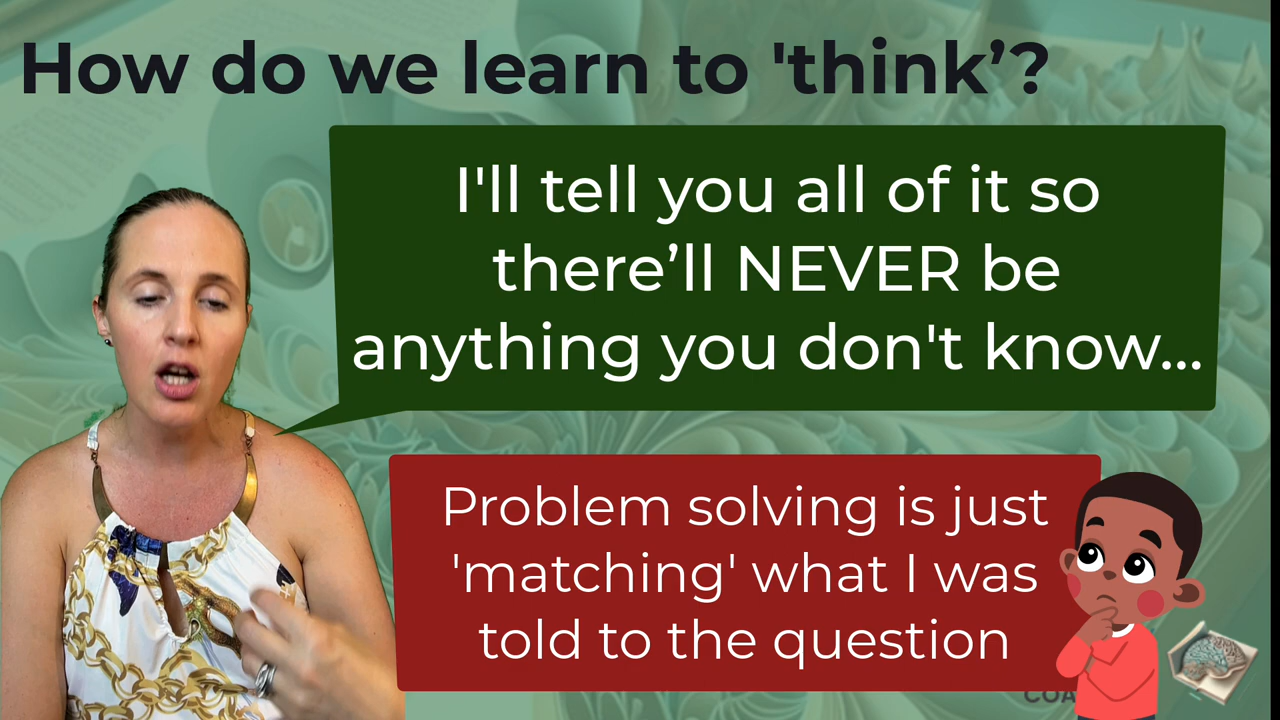 How do we learn to 'think’?
I'll tell you all of it so
there’ll NEVER be
anything you don't know...
Problem solving is just
'matching' what I was
told to the question